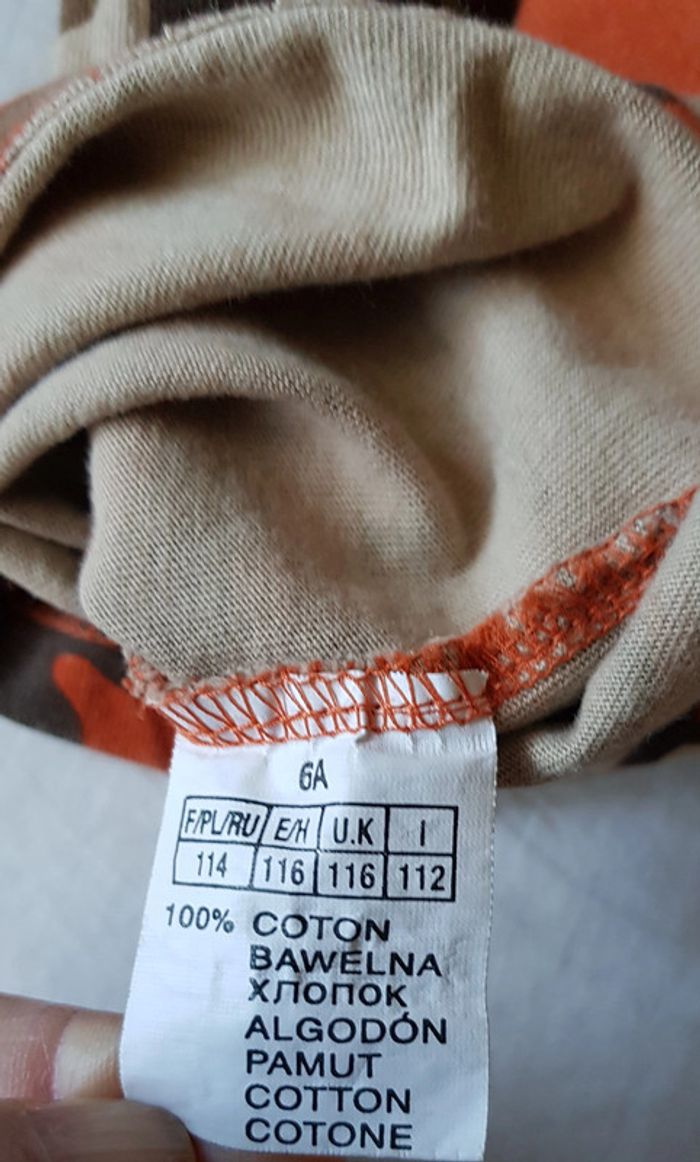 6A
F/PL/RU E/H U.K I
114 116 116 112
100% COTON
BAWELNA
ХЛОПОК
ALGODÓN
PAMUT
COTTON
COTONE